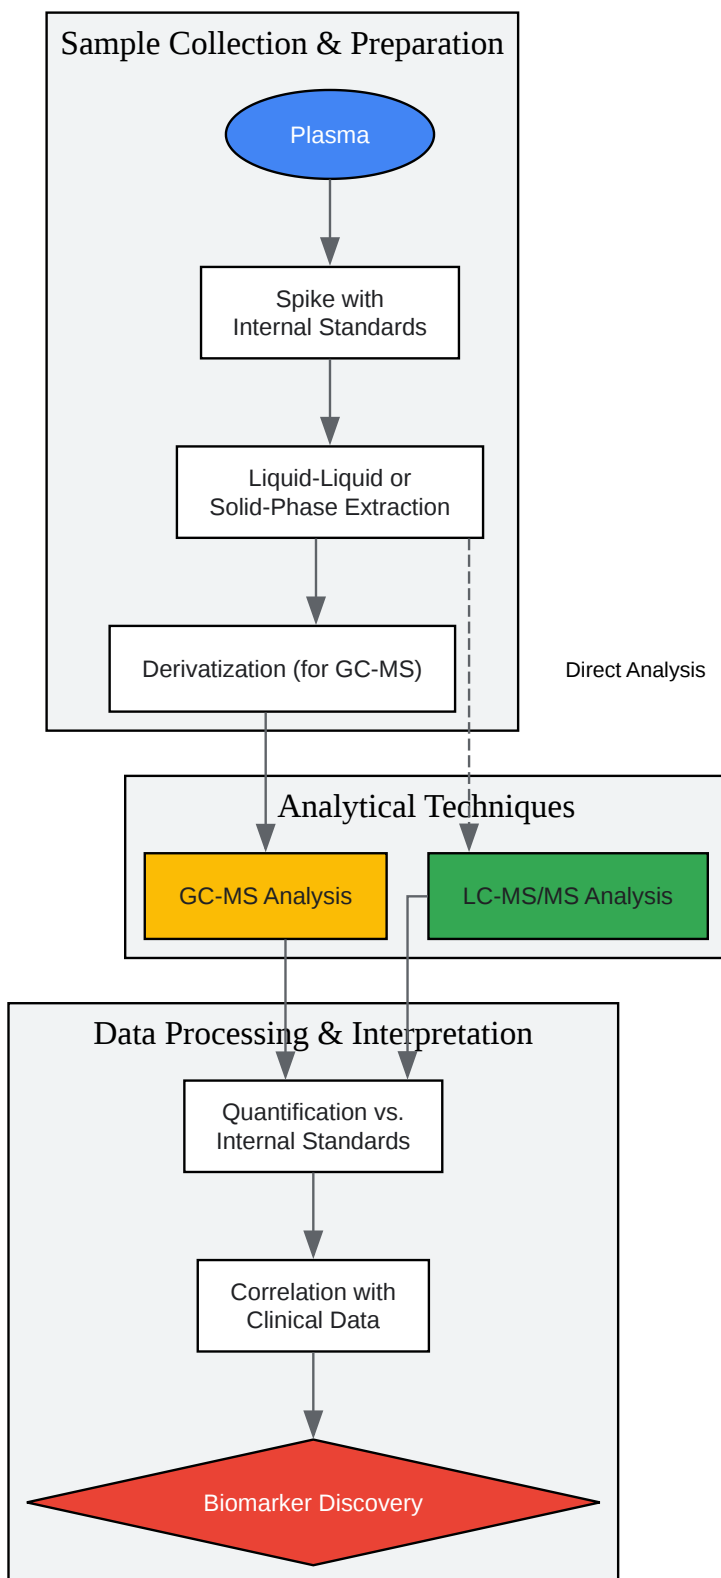 Sample Collection & Preparation
Plasma
Spike with
Internal Standards
Liquid-Liquid or
Solid-Phase Extraction
Derivatization (for GC-MS)
Direct Analysis
Analytical Techniques
GC-MS Analysis
LC-MS/MS Analysis
Data Processing & Interpretation
Quantification vs.
Internal Standards
Correlation with
Clinical Data
Biomarker Discovery